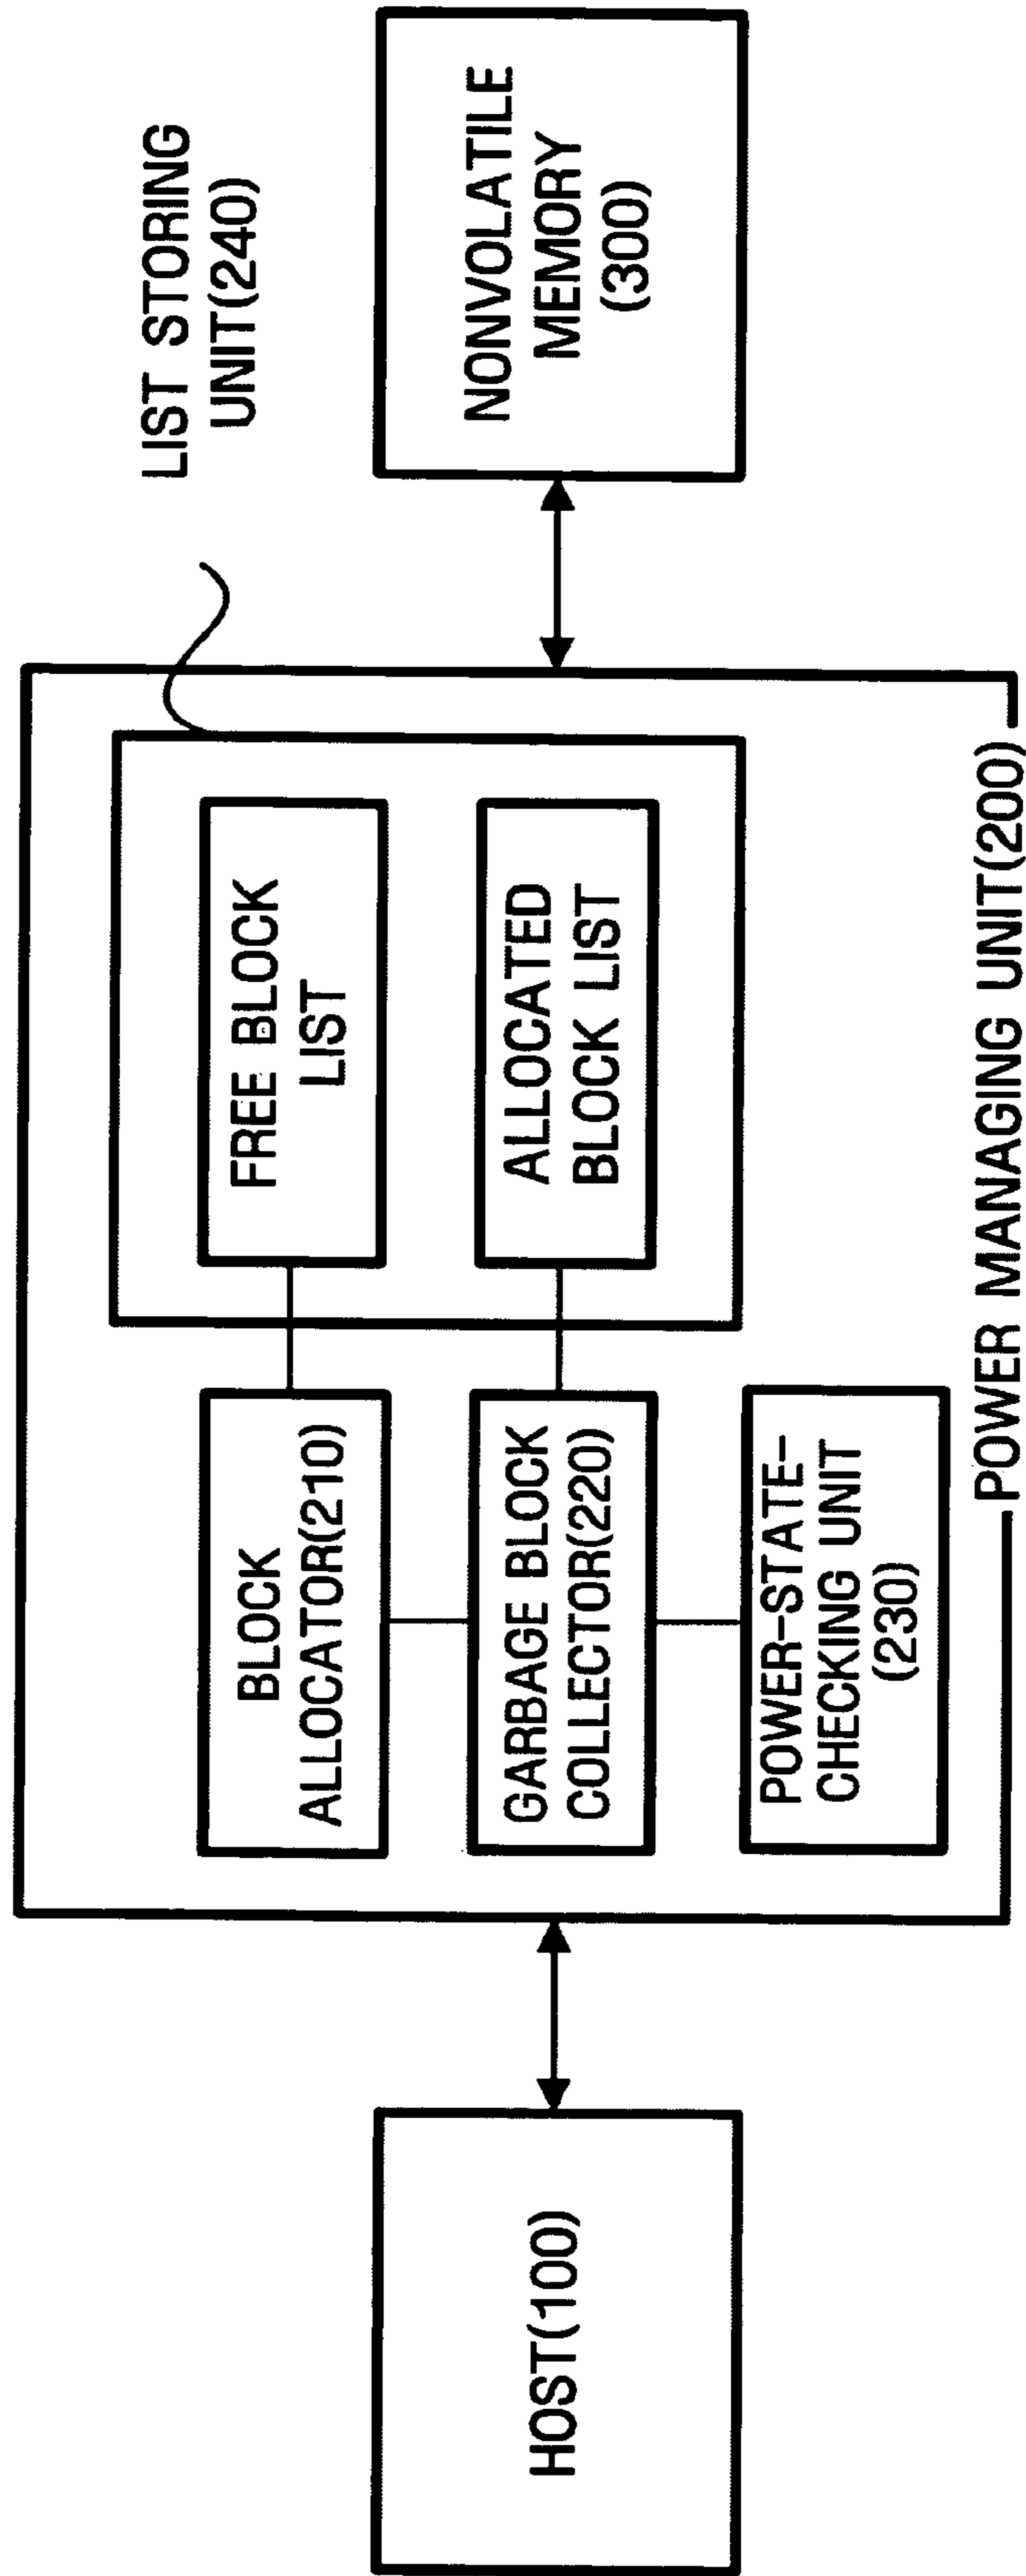 HOST(100)
BLOCK
ALLOCATOR(210)
GARBAGE BLOCK
COLLECTOR(220)
POWER-STATE-
CHECKING UNIT
(230)
FREE BLOCK
LIST
ALLOCATED
BLOCK LIST
POWER MANAGING UNIT(200)
LIST STORING
UNIT(240)
NONVOLATILE
MEMORY
(300)